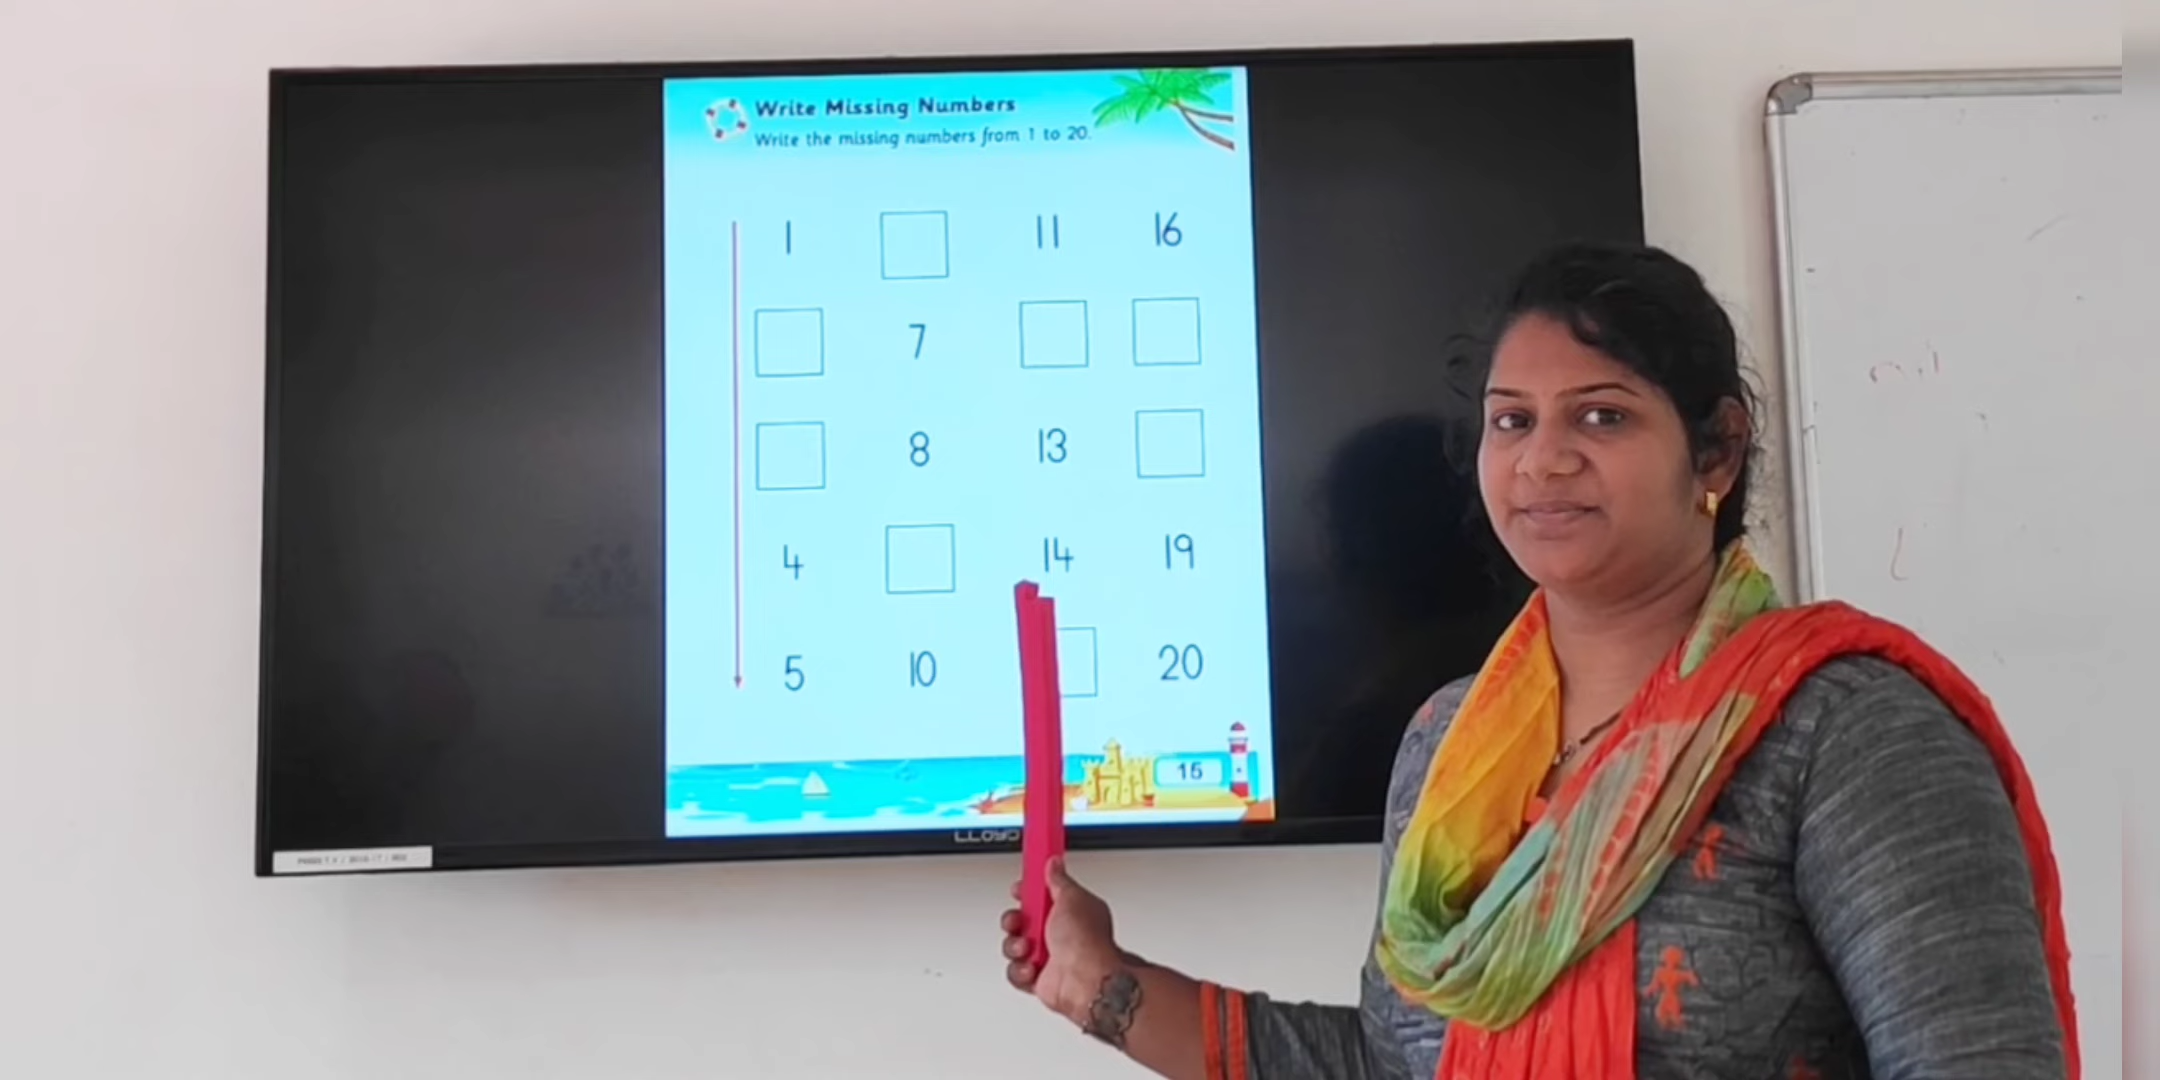 Write Missing Numbers
Write the missing numbers from 1 to 20.
1 11 16
7
8 13
4 14 19
5 10 20
15
LLOYD